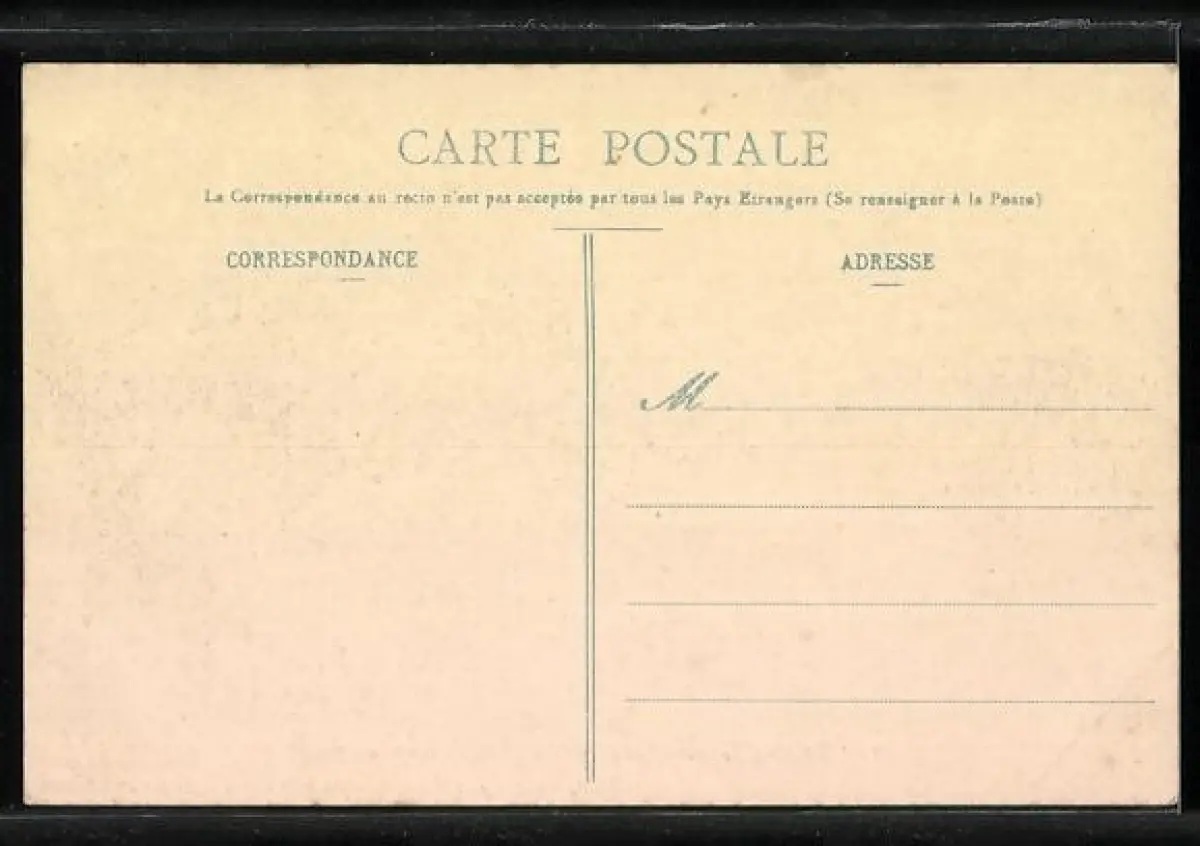 CARTE POSTALE
La Correspondance au recto n'est pas acceptée par tous les Pays Etrangers (Se renseigner à la Poste)
CORRESPONDANCE
ADRESSE
M